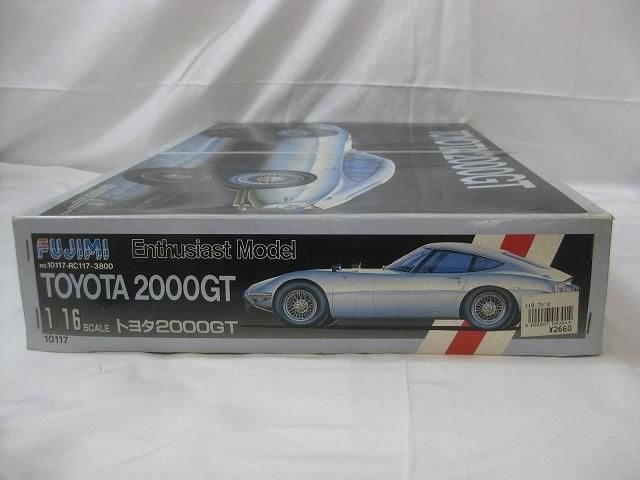 TOYOTA 2000GT
FUJIMI
Enthusiast Model
NO.10117-RC117-3800
TOYOTA 2000GT
1/16 SCALE トヨタ2000GT
10117
¥2660